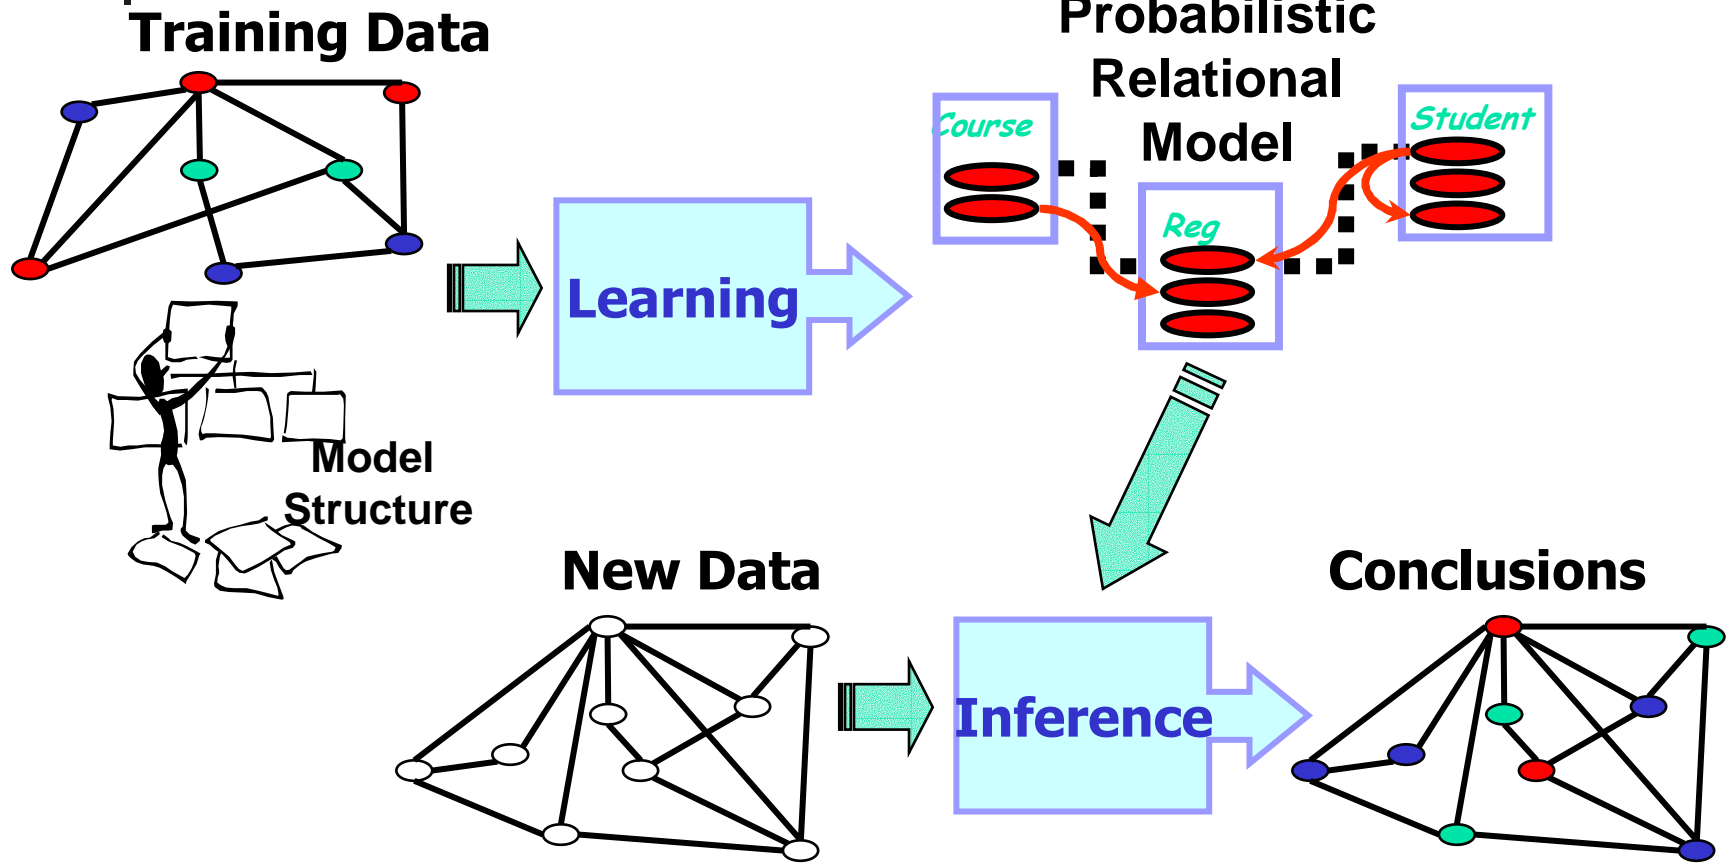 Training Data
Probabilistic
Relational
Model
Course
Student
Reg
Learning
Model
Structure
New Data
Conclusions
Inference